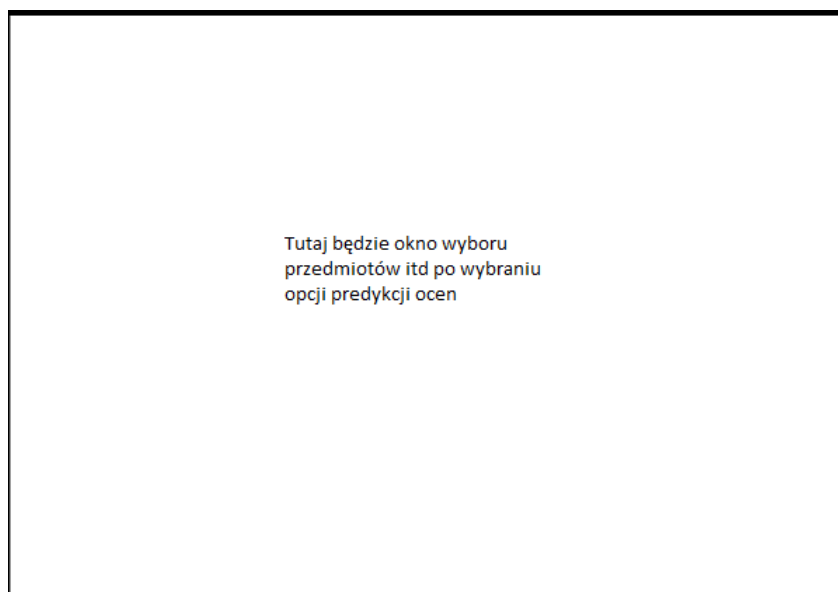 Tutaj będzie okno wyboru
przedmiotów itd po wybraniu
opcji predykcji ocen